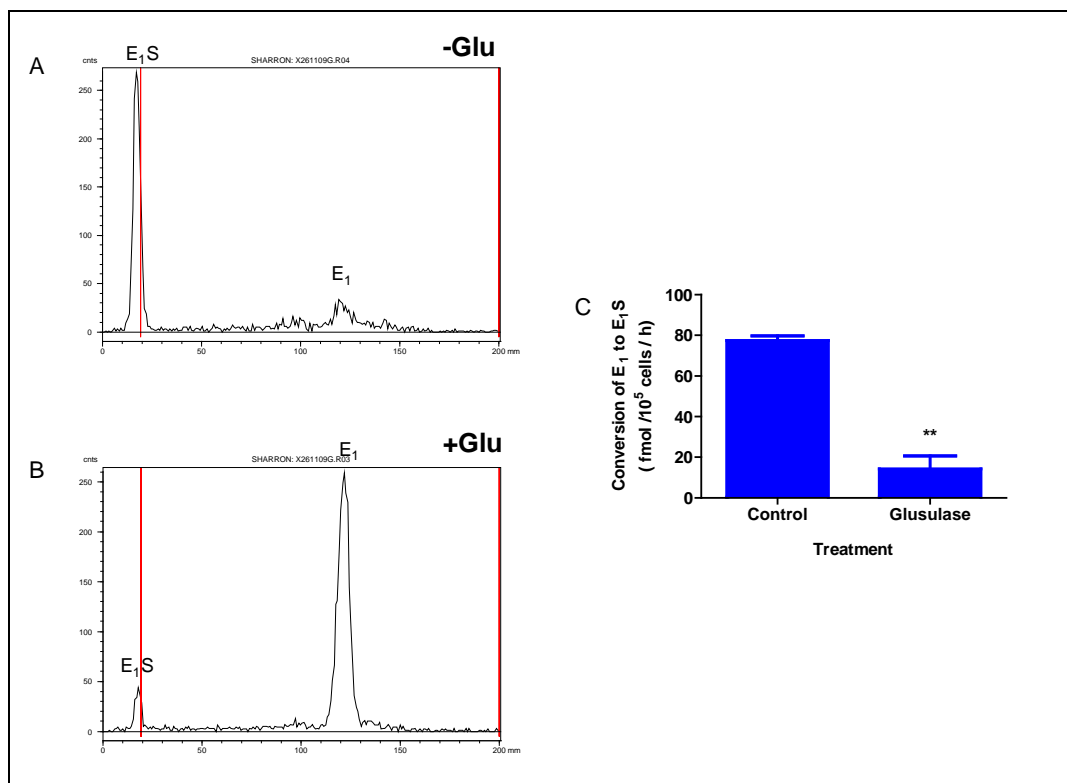 A
E₁S
-Glu
cnts
SHARRON: X261109G.R04
250
200
150
100
50
0
E₁
0 50 100 150 200 mm
B
+Glu
E₁
cnts
SHARRON: X261109G.R03
250
200
150
100
50
0
E₁S
0 50 100 150 200 mm
C
Conversion of E₁ to E₁S
( fmol /10⁵ cells / h)
100
80
60
40
20
0
**
Control Glusulase
Treatment